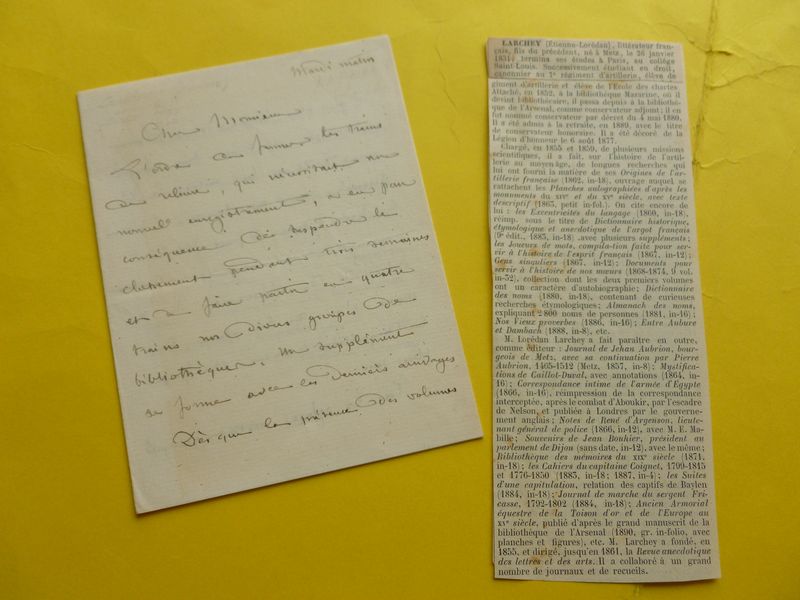 Mardi matin
Cher Monsieur
L'ordre de former les trains
de reliure, qui nécessitait un
nouvel enregistrement, a eu pour
conséquence de suspendre le
classement pendant trois semaines
et à faire partir en quatre
trains nos divers groupes de
bibliothèque. Un supplément
se forme avec les derniers arrivages
Dès que la présence des volumes
LARCHEY (Étienne-Lorédan), littérateur fran-
çais, fils du précédent, né à Metz, le 26 janvier
1831, termina ses études à Paris, au collège
Saint-Louis. Successivement étudiant en droit,
canonnier au 7e régiment d'artillerie, élève de
giment d'artillerie et élève de l'École des chartes
Attaché, en 1852, à la bibliothèque Mazarine, où il
devint bibliothécaire, il passa depuis à la bibliothè-
que de l'Arsenal, comme conservateur adjoint; il en
fut nommé conservateur par décret du 4 mai 1880.
Il a été admis à la retraite, en 1889, avec le titre
de conservateur honoraire. Il a été décoré de la
Légion d'honneur le 6 août 1877.
Chargé, en 1855 et 1859, de plusieurs missions
scientifiques, il a fait, sur l'histoire de l'artil-
lerie au moyen âge, de longues recherches qui
lui ont fourni la matière de ses Origines de l'ar-
tillerie française (1862, in-18), ouvrage auquel se
rattachent les Planches autographiées d'après les
monuments du XIVe et du XVe siècle, avec texte
descriptif (1863, petit in-fol.). On cite encore de
lui : les Excentricités du langage (1860, in-18),
réimp. sous le titre de Dictionnaire historique,
étymologique et anecdotique de l'argot français
(9e édit., 1883, in-18) avec plusieurs suppléments;
les Joueurs de mots, compilation faite pour ser-
vir à l'histoire de l'esprit français (1867, in-12);
Gens singuliers (1867, in-12); Documents pour
servir à l'histoire de nos mœurs (1868-1874, 9 vol.
in-32), collection dont les deux premiers volumes
ont un caractère d'autobiographie; Dictionnaire
des noms (1880, in-18), contenant de curieuses
recherches étymologiques; Almanach des noms,
expliquant 2800 noms de personnes (1881, in-16);
Nos Vieux proverbes (1886, in-16); Entre Aubure
et Dambach (1888, in-8), etc.
M. Lorédan Larchey a fait paraître en outre,
comme éditeur : Journal de Jehan Aubrion, bour-
geois de Metz, avec sa continuation par Pierre
Aubrion, 1465-1512 (Metz, 1857, in-8); Mystifica-
tions de Caillot-Duval, avec annotations (1864, in-
16); Correspondance intime de l'armée d'Égypte
(1866, in-16), réimpression de la correspondance
interceptée, après le combat d'Aboukir, par l'escadre
de Nelson, et publiée à Londres par le gouverne-
ment anglais; Notes de René d'Argenson, lieute-
nant général de police (1866, in-12), avec M. E. Ma-
bille; Souvenirs de Jean Bouhier, président au
parlement de Dijon (sans date, in-12), avec le même;
Bibliothèque des mémoires du XIXe siècle (1871,
in-18); les Cahiers du capitaine Coignet, 1799-1815
et 1776-1850 (1883, in-18; 1887, in-4); les Suites
d'une capitulation, relation des captifs de Baylen
(1884, in-18); Journal de marche du sergent Fri-
casse, 1792-1802 (1884, in-18); Ancien Armorial
équestre de la Toison d'or et de l'Europe au
XVe siècle, publié d'après le grand manuscrit de la
bibliothèque de l'Arsenal (1890, gr. in-folio, avec
planches et figures), etc. M. Larchey a fondé, en
1855, et dirigé, jusqu'en 1861, la Revue anecdotique
des lettres et des arts. Il a collaboré à un grand
nombre de journaux et de recueils.